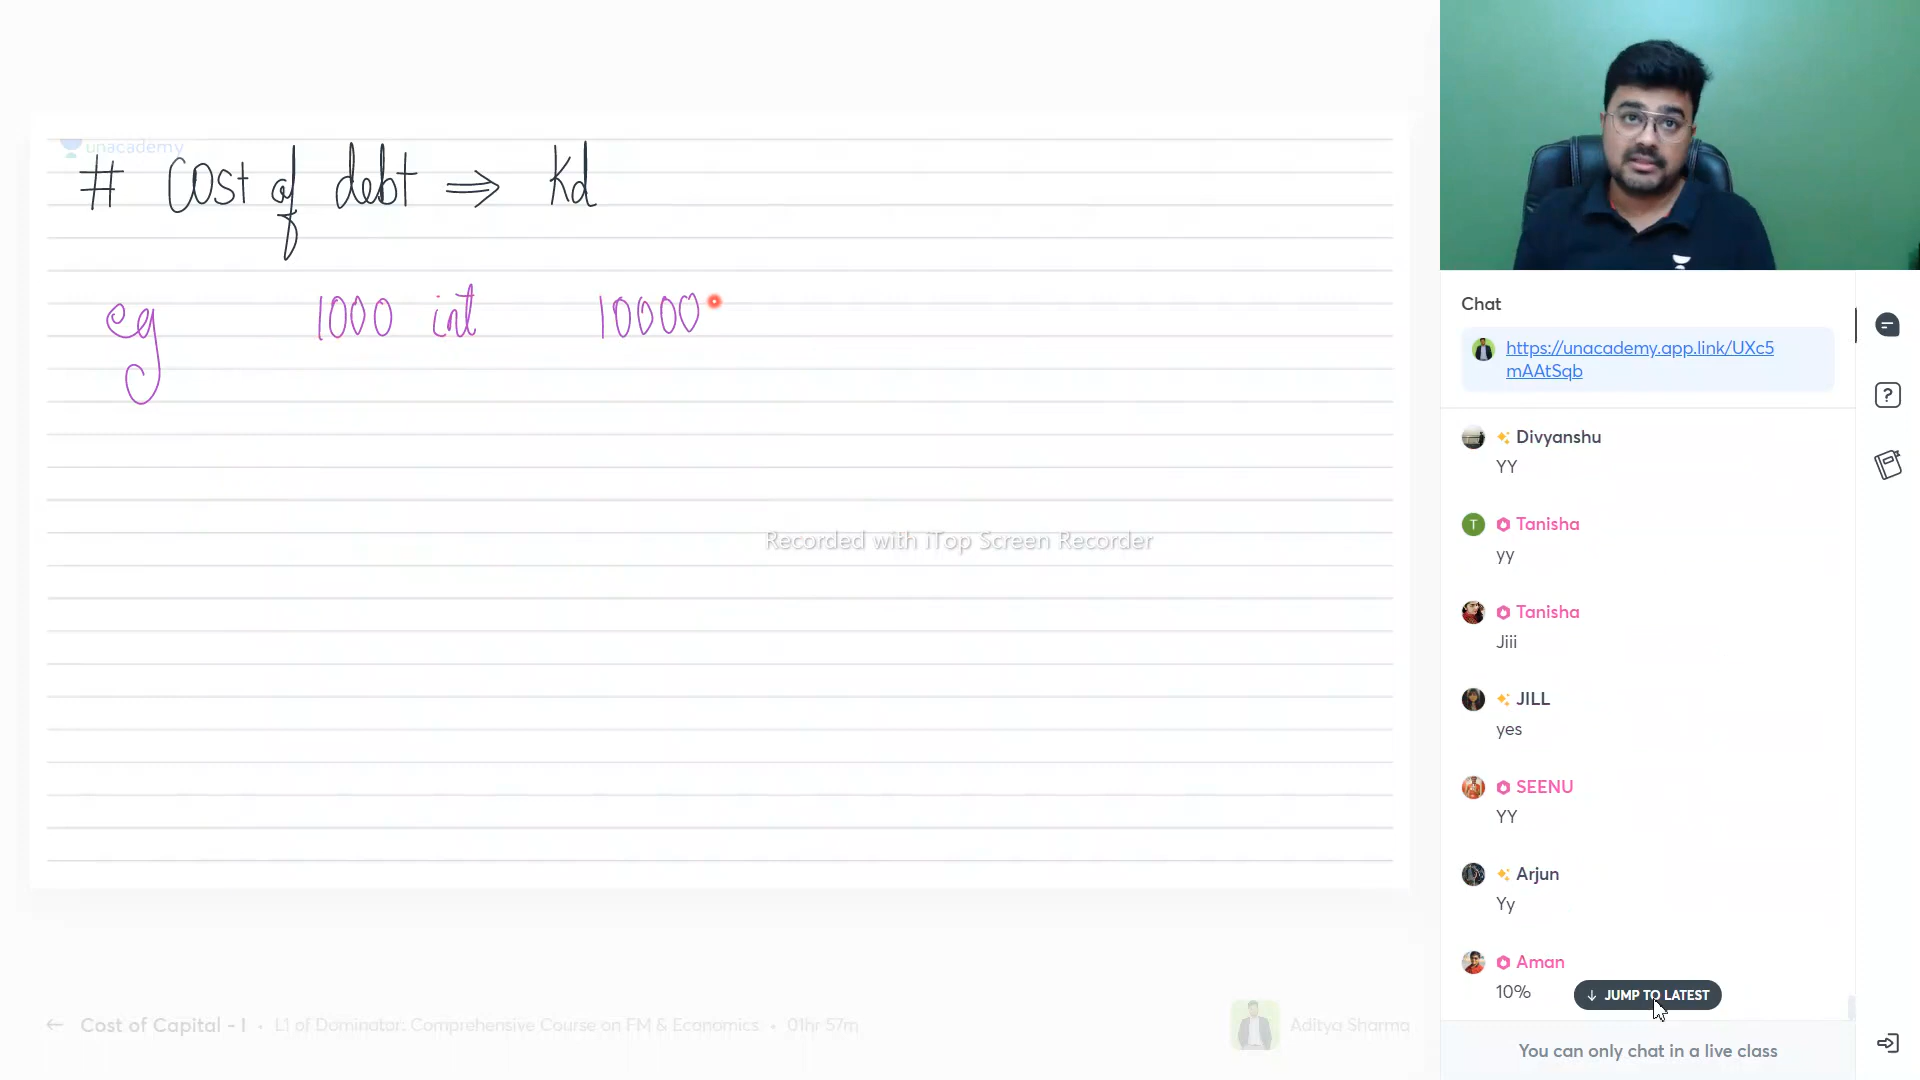 unacademy
# Cost of debt ⇒ Kd
eg 1000 int 10000
Recorded with iTop Screen Recorder
← Cost of Capital - I • L1 of Dominator: Comprehensive Course on FM & Economics • 01hr 57m
Aditya Sharma
Chat
https://unacademy.app.link/UXc5
mAAtSqb
Divyanshu
YY
T Tanisha
yy
Tanisha
Jiii
JILL
yes
SEENU
YY
Arjun
Yy
Aman
10%
↓ JUMP TO LATEST
You can only chat in a live class
?